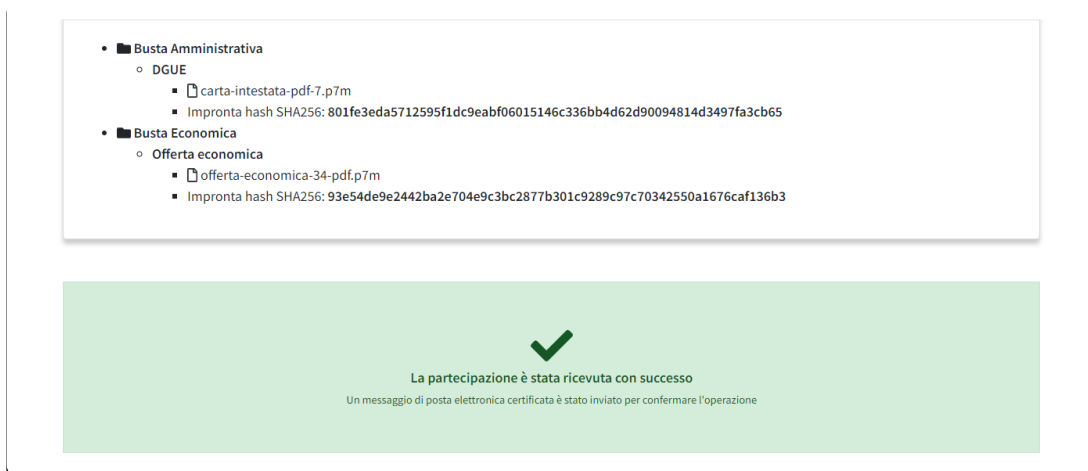 Busta Amministrativa
DGUE
carta-intestata-pdf-7.p7m
Impronta hash SHA256: 801fe3eda5712595f1dc9eabf06015146c336bb4d62d90094814d3497fa3cb65
Busta Economica
Offerta economica
offerta-economica-34-pdf.p7m
Impronta hash SHA256: 93e54de9e2442ba2e704e9c3bc2877b301c9289c97c70342550a1676caf136b3
La partecipazione è stata ricevuta con successo
Un messaggio di posta elettronica certificata è stato inviato per confermare l'operazione